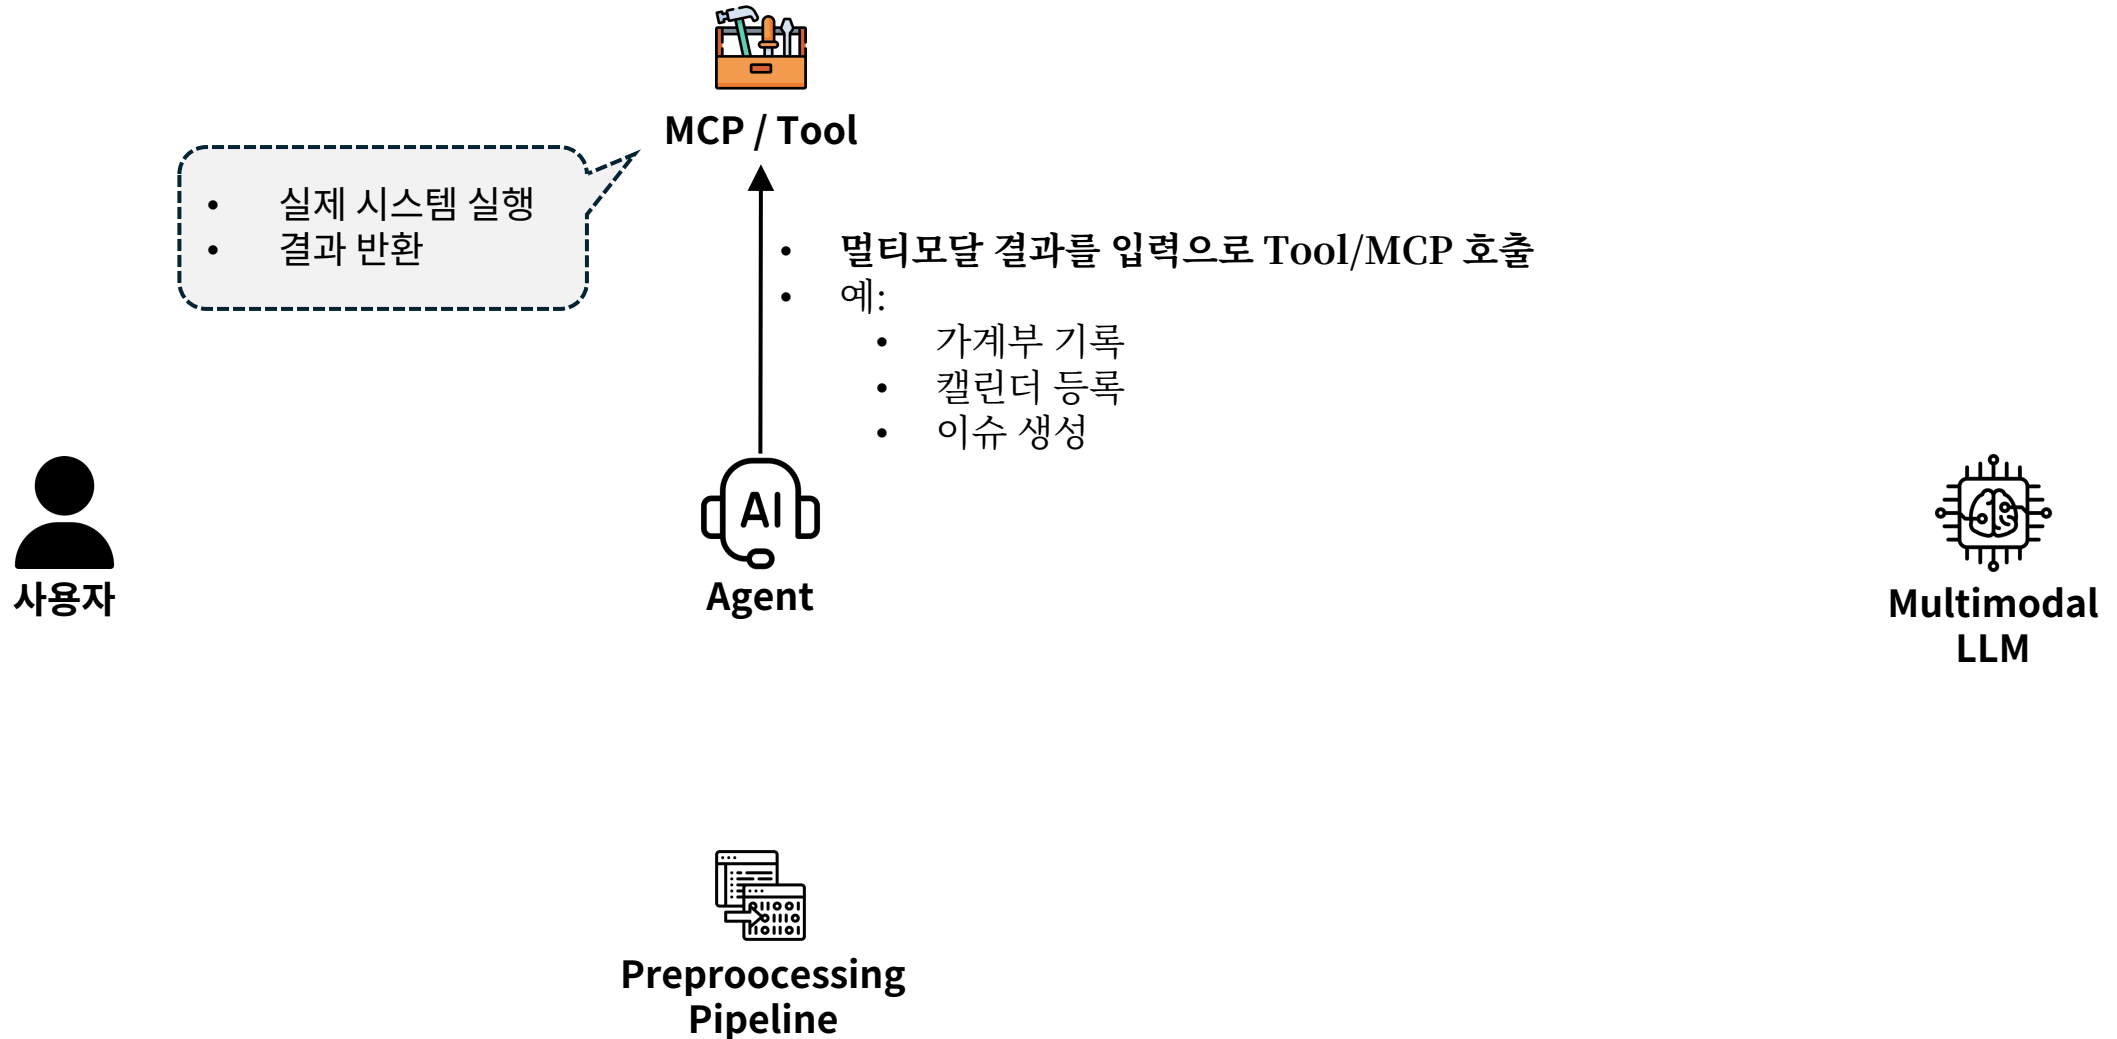 MCP / Tool
• 실제 시스템 실행
• 결과 반환
• 멀티모달 결과를 입력으로 Tool/MCP 호출
• 예:
• 가계부 기록
• 캘린더 등록
• 이슈 생성
AI
사용자
Agent
Multimodal
LLM
Preproocessing
Pipeline